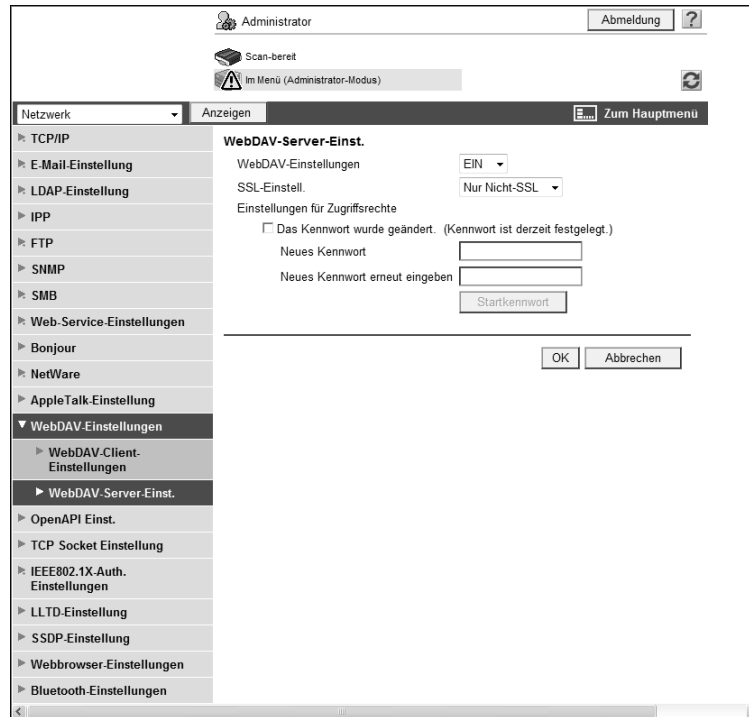 Administrator
Abmeldung
?
Scan-bereit
Im Menü (Administrator-Modus)
Netzwerk
Anzeigen
Zum Hauptmenü
TCP/IP
E-Mail-Einstellung
LDAP-Einstellung
IPP
FTP
SNMP
SMB
Web-Service-Einstellungen
Bonjour
NetWare
AppleTalk-Einstellung
WebDAV-Einstellungen
WebDAV-Client-
Einstellungen
WebDAV-Server-Einst.
OpenAPI Einst.
TCP Socket Einstellung
IEEE802.1X-Auth.
Einstellungen
LLTD-Einstellung
SSDP-Einstellung
Webbrowser-Einstellungen
Bluetooth-Einstellungen
WebDAV-Server-Einst.
WebDAV-Einstellungen EIN
SSL-Einstell. Nur Nicht-SSL
Einstellungen für Zugriffsrechte
Das Kennwort wurde geändert. (Kennwort ist derzeit festgelegt.)
Neues Kennwort
Neues Kennwort erneut eingeben
Startkennwort
OK Abbrechen